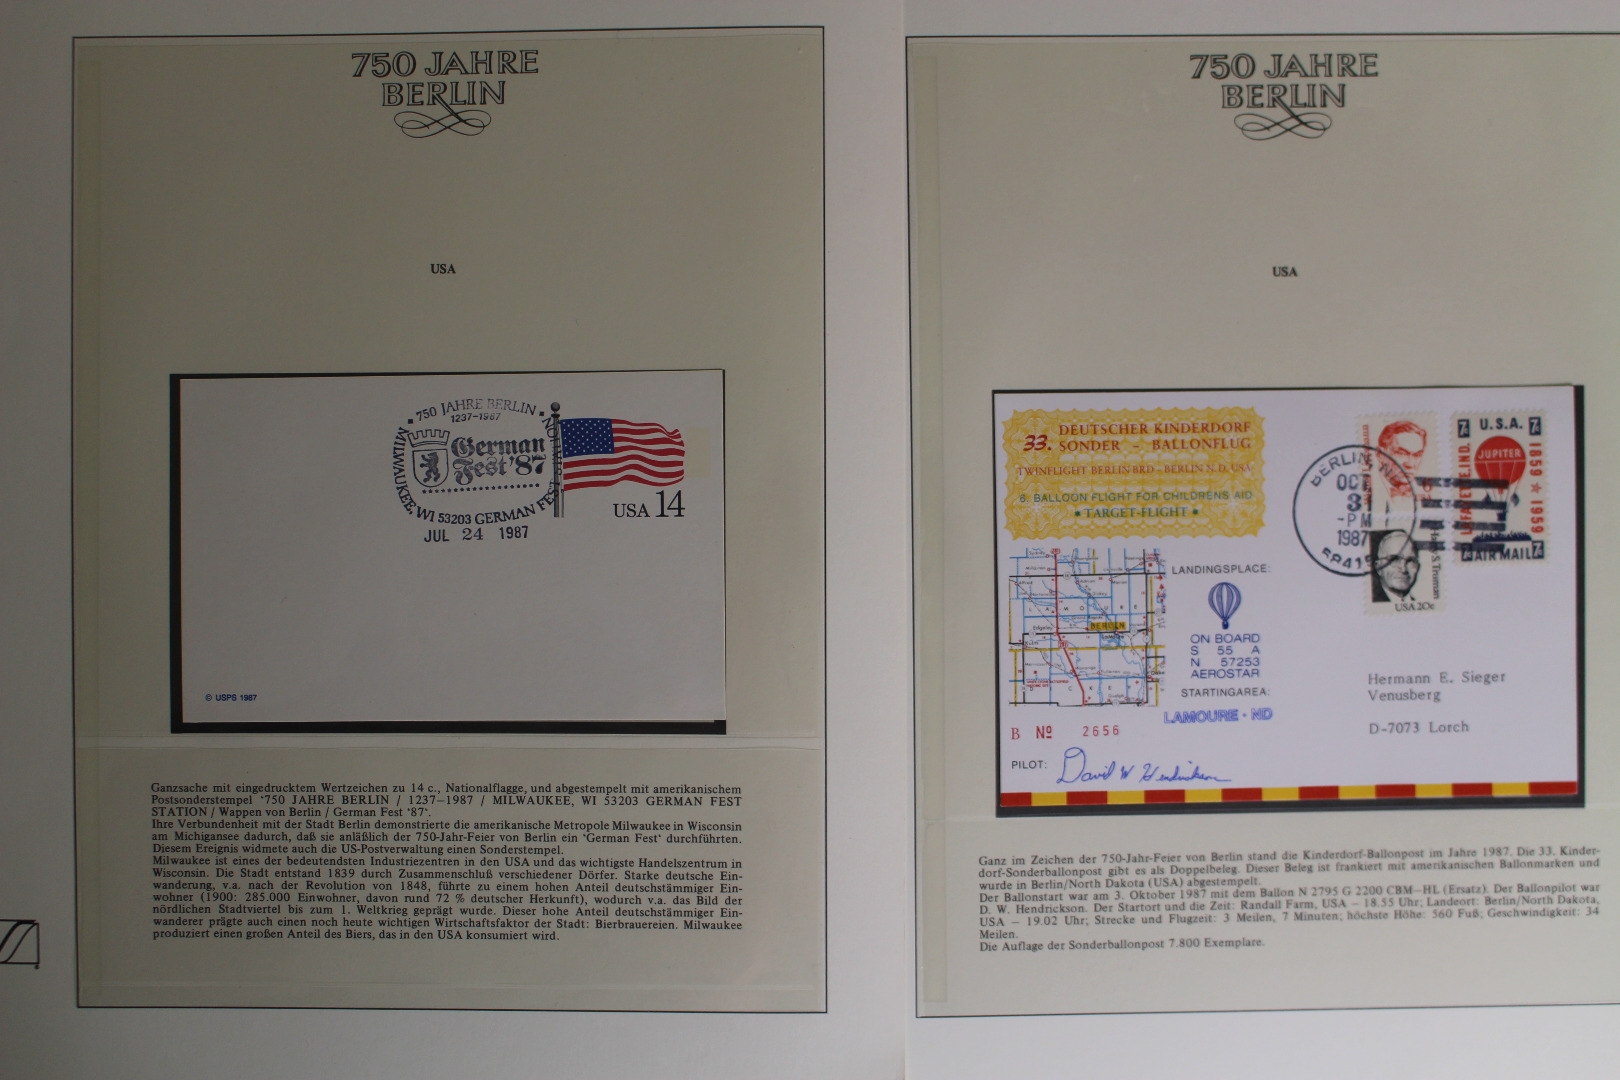 750 JAHRE
BERLIN
USA
750 JAHRE BERLIN
1237-1987
German
Fest '87
MILWAUKEE, WI 53203 GERMAN FEST
JUL 24 1987
USA 14
© USPS 1987
Ganzsache mit eingedrucktem Wertzeichen zu 14 c., Nationalflagge, und abgestempelt mit amerikanischem
Postsonderstempel '750 JAHRE BERLIN / 1237–1987 / MILWAUKEE, WI 53203 GERMAN FEST
STATION / Wappen von Berlin / German Fest '87'.
Ihre Verbundenheit mit der Stadt Berlin demonstrierte die amerikanische Metropole Milwaukee in Wisconsin
am Michigansee dadurch, daß sie anläßlich der 750-Jahr-Feier von Berlin ein 'German Fest' durchführten.
Diesem Ereignis widmete auch die US-Postverwaltung einen Sonderstempel.
Milwaukee ist eines der bedeutendsten Industriezentren in den USA und das wichtigste Handelszentrum in
Wisconsin. Die Stadt entstand 1839 durch Zusammenschluß verschiedener Dörfer. Starke deutsche Ein-
wanderung, v.a. nach der Revolution von 1848, führte zu einem hohen Anteil deutschstämmiger Ein-
wohner (1900: 285.000 Einwohner, davon rund 72 % deutscher Herkunft), wodurch v.a. das Bild der
nördlichen Stadtviertel bis zum 1. Weltkrieg geprägt wurde. Dieser hohe Anteil deutschstämmiger Ein-
wanderer prägte auch einen noch heute wichtigen Wirtschaftsfaktor der Stadt: Bierbrauereien. Milwaukee
produziert einen großen Anteil des Biers, das in den USA konsumiert wird.
750 JAHRE
BERLIN
USA
33. DEUTSCHER KINDERDORF
SONDER - BALLONFLUG
TWINFLIGHT BERLIN BRD - BERLIN N.D. USA
6. BALLOON FLIGHT FOR CHILDRENS AID
• TARGET-FLIGHT •
BERLIN
LANDINGSPLACE:
ON BOARD
S 55 A
N 57253
AEROSTAR
STARTINGAREA:
LAMOURE - ND
B Nº 2656
PILOT: David W Hendrickson
BERLIN, N
OCT
3
-PM
1987
5841
Harry S. Truman
USA 20c
U.S.A.
JUPITER
1859 ★ 1959
AIR MAIL
7¢
Hermann E. Sieger
Venusberg
D-7073 Lorch
Ganz im Zeichen der 750-Jahr-Feier von Berlin stand die Kinderdorf-Ballonpost im Jahre 1987. Die 33. Kinder-
dorf-Sonderballonpost gibt es als Doppelbeleg. Dieser Beleg ist frankiert mit amerikanischen Ballonmarken und
wurde in Berlin/North Dakota (USA) abgestempelt.
Der Ballonstart war am 3. Oktober 1987 mit dem Ballon N 2795 G 2200 CBM–HL (Ersatz). Der Ballonpilot war
D. W. Hendrickson. Der Startort und die Zeit: Randall Farm, USA – 18.55 Uhr; Landeort: Berlin/North Dakota,
USA – 19.02 Uhr; Strecke und Flugzeit: 3 Meilen, 7 Minuten; höchste Höhe: 560 Fuß; Geschwindigkeit: 34
Meilen.
Die Auflage der Sonderballonpost 7.800 Exemplare.